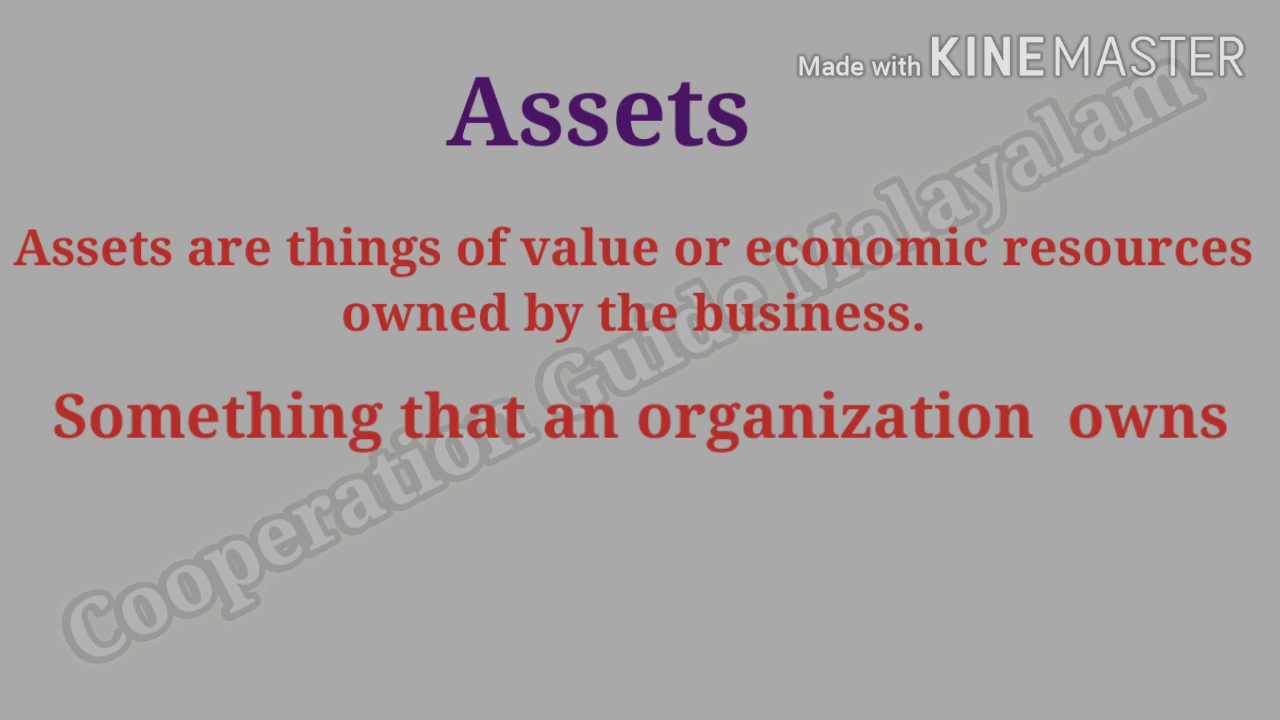 Made with KINEMASTER
Assets
Assets are things of value or economic resources
owned by the business.
Something that an organization owns
Cooperation Guide Malayalam